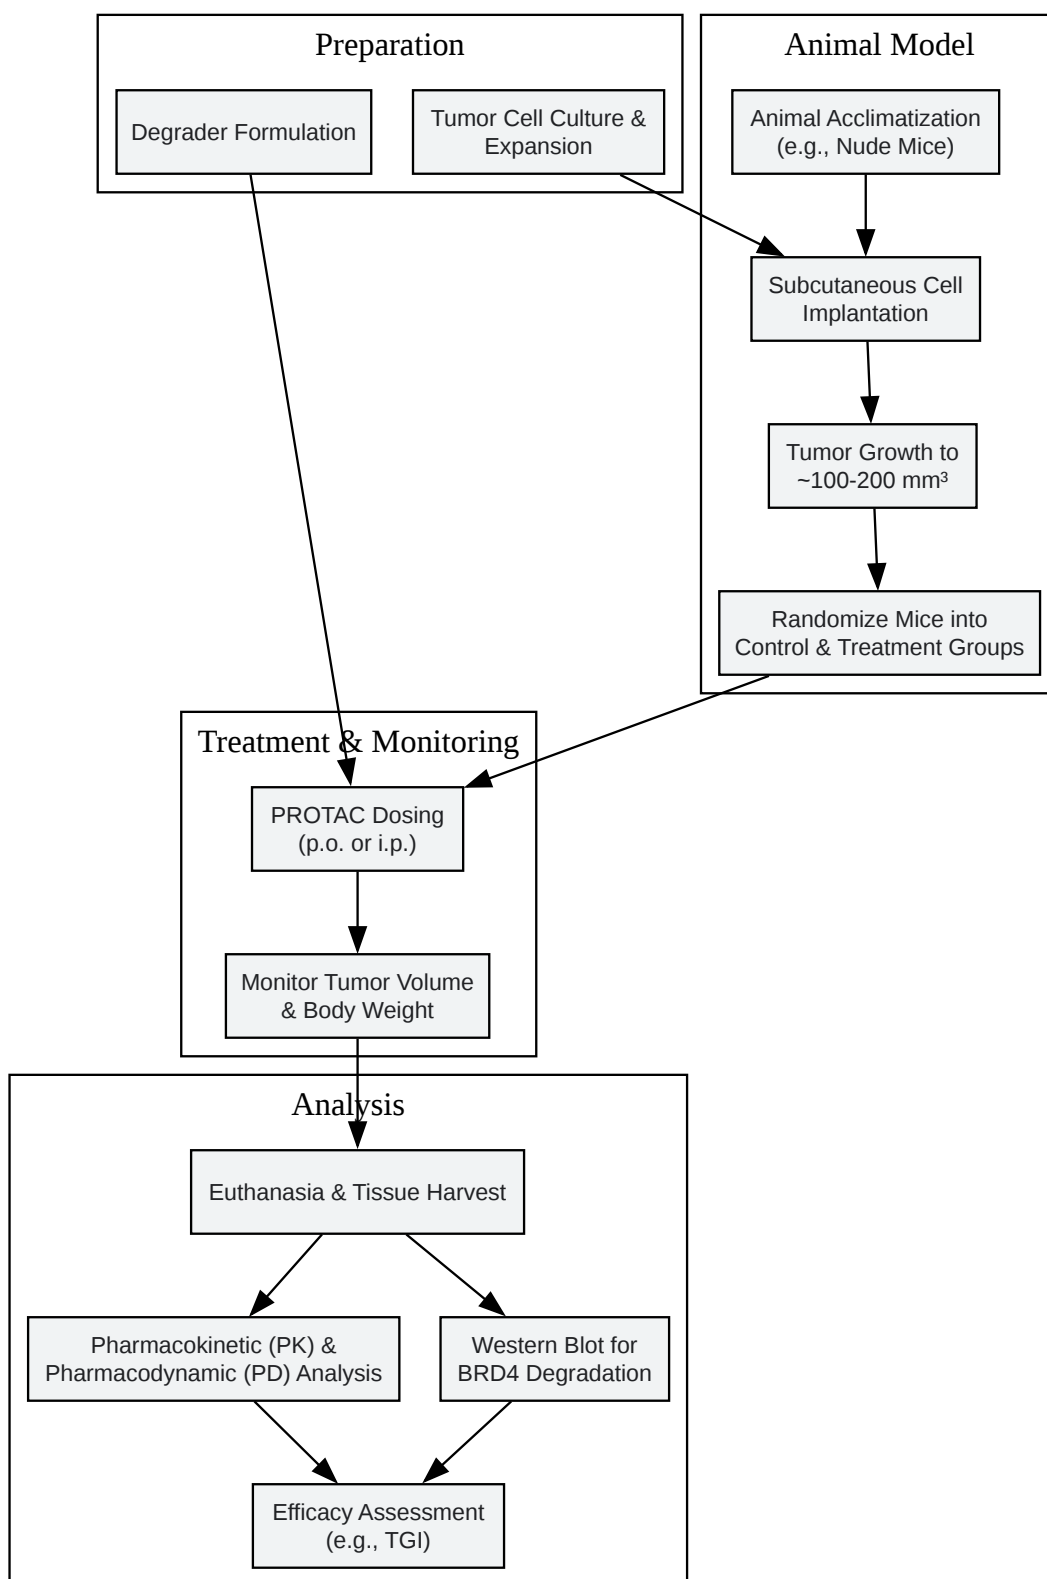 Preparation
Degrader Formulation
Tumor Cell Culture &
Expansion
Animal Model
Animal Acclimatization
(e.g., Nude Mice)
Subcutaneous Cell
Implantation
Tumor Growth to
~100-200 mm³
Randomize Mice into
Control & Treatment Groups
Treatment & Monitoring
PROTAC Dosing
(p.o. or i.p.)
Monitor Tumor Volume
& Body Weight
Analysis
Euthanasia & Tissue Harvest
Pharmacokinetic (PK) &
Pharmacodynamic (PD) Analysis
Western Blot for
BRD4 Degradation
Efficacy Assessment
(e.g., TGI)